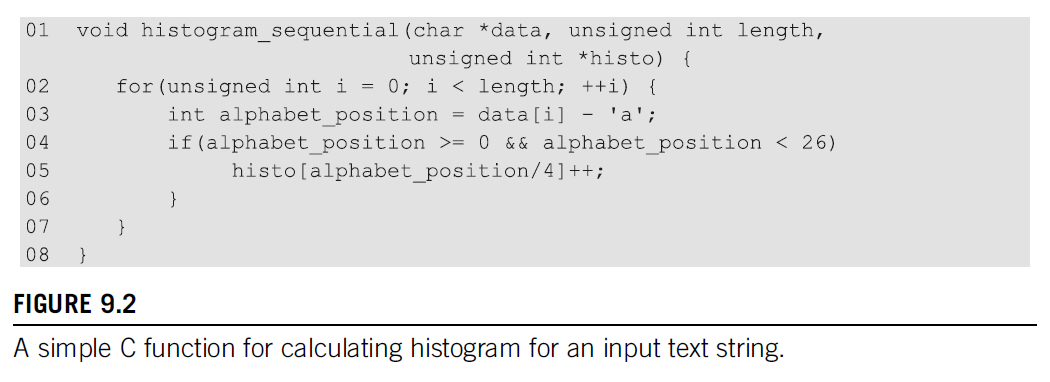 01 void histogram_sequential(char *data, unsigned int length,
unsigned int *histo) {
02 for(unsigned int i = 0; i < length; ++i) {
03 int alphabet_position = data[i] - 'a';
04 if(alphabet_position >= 0 && alphabet_position < 26)
05 histo[alphabet_position/4]++;
06 }
07 }
08 }
FIGURE 9.2
A simple C function for calculating histogram for an input text string.